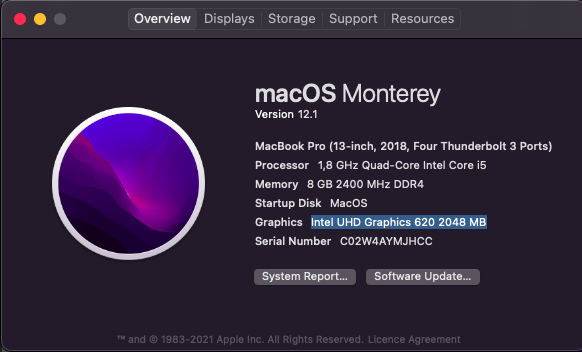 Overview Displays Storage Support Resources
macOS Monterey
Version 12.1
MacBook Pro (13-inch, 2018, Four Thunderbolt 3 Ports)
Processor 1,8 GHz Quad-Core Intel Core i5
Memory 8 GB 2400 MHz DDR4
Startup Disk MacOS
Graphics Intel UHD Graphics 620 2048 MB
Serial Number C02W4AYMJHCC
System Report... Software Update...
™ and © 1983-2021 Apple Inc. All Rights Reserved. Licence Agreement